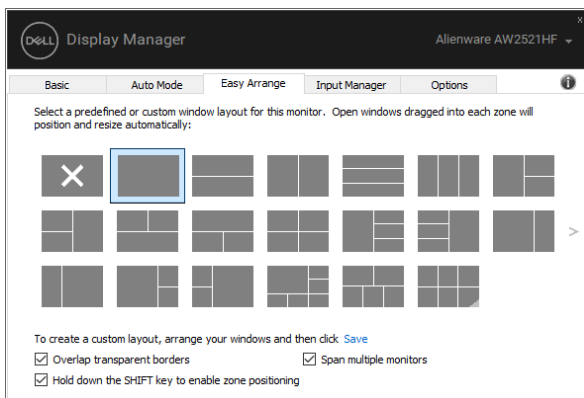 DELL Display Manager
Alienware AW2521HF
Basic Auto Mode Easy Arrange Input Manager Options
Select a predefined or custom window layout for this monitor. Open windows dragged into each zone will
position and resize automatically:
To create a custom layout, arrange your windows and then click Save
Overlap transparent borders Span multiple monitors
Hold down the SHIFT key to enable zone positioning